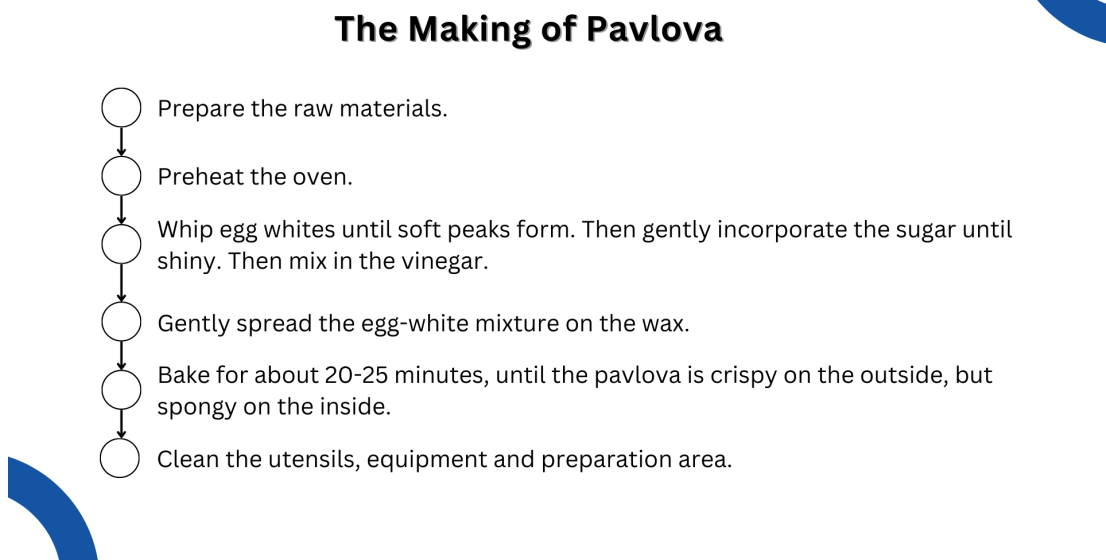 The Making of Pavlova
Prepare the raw materials.
Preheat the oven.
Whip egg whites until soft peaks form. Then gently incorporate the sugar until
shiny. Then mix in the vinegar.
Gently spread the egg-white mixture on the wax.
Bake for about 20-25 minutes, until the pavlova is crispy on the outside, but
spongy on the inside.
Clean the utensils, equipment and preparation area.